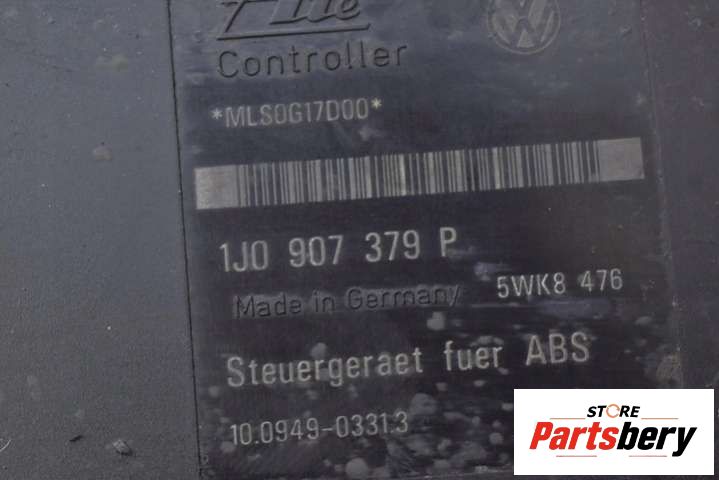 Ate
Controller
*MLS0G17D00*
1J0 907 379 P
Made in Germany 5WK8 476
Steuergeraet fuer ABS
10.0949-0331.3
STORE
Partsbery